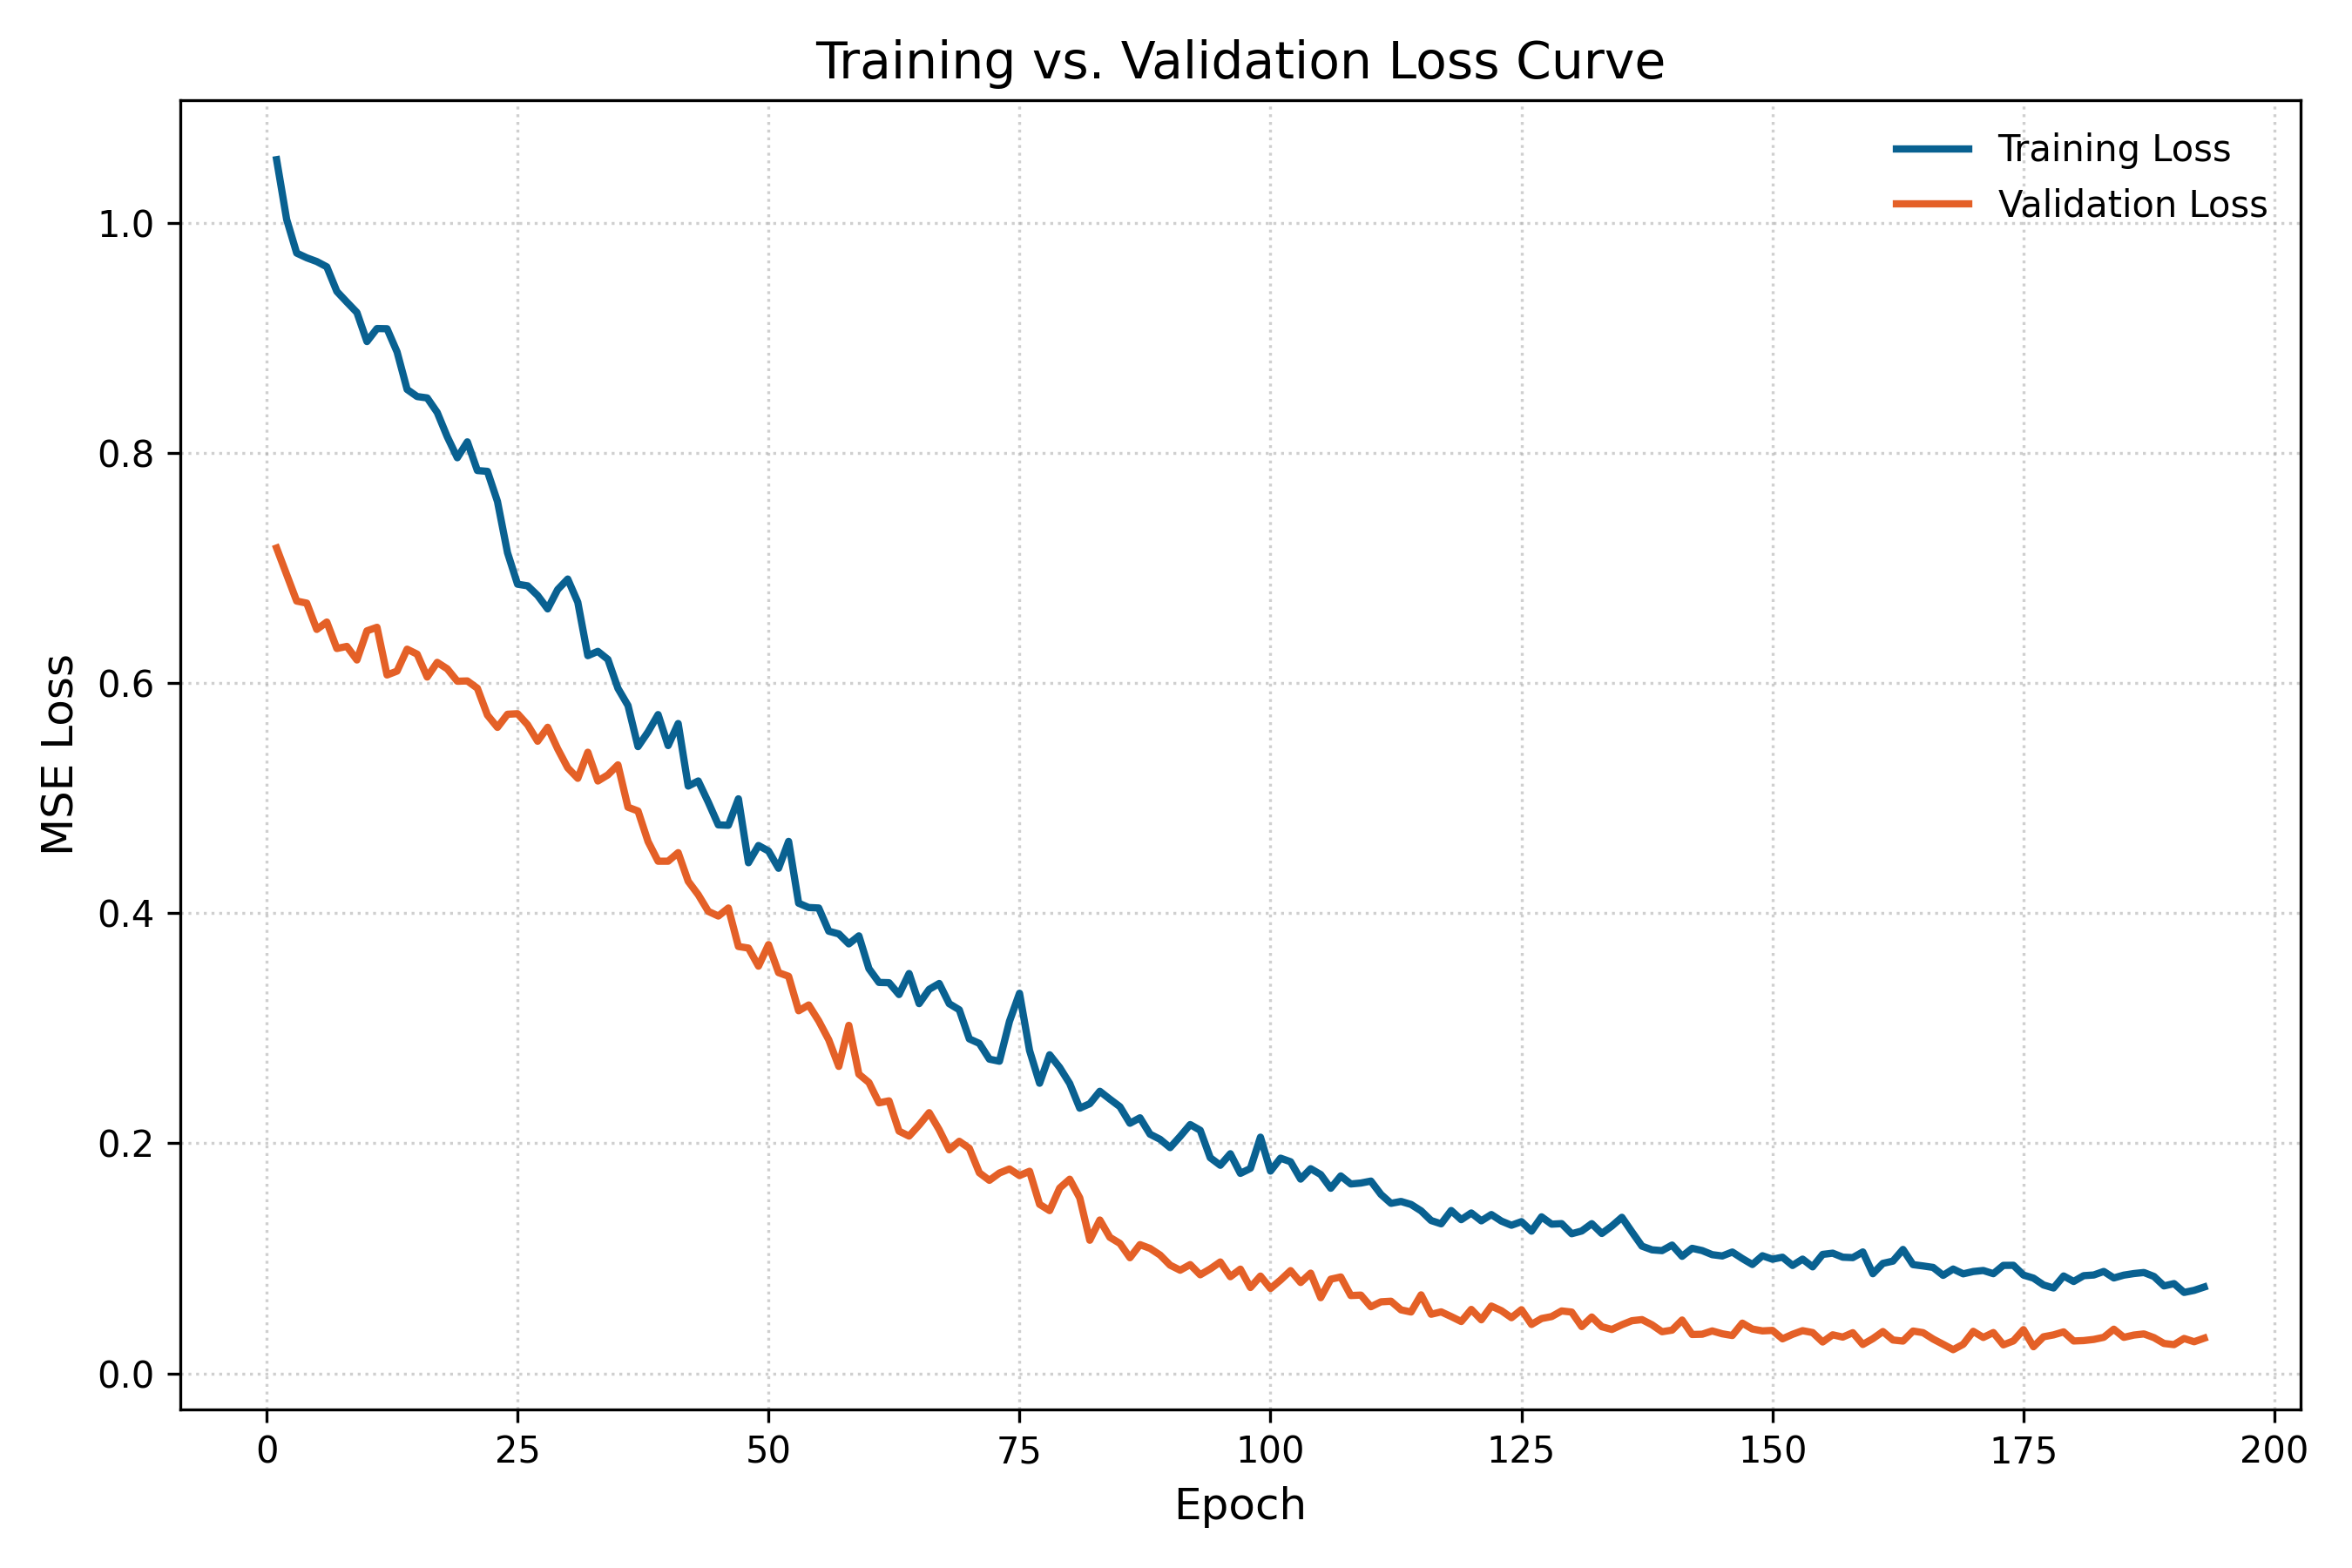 Training vs. Validation Loss Curve
Training Loss
Validation Loss
MSE Loss
1.0
0.8
0.6
0.4
0.2
0.0
0 25 50 75 100 125 150 175 200
Epoch